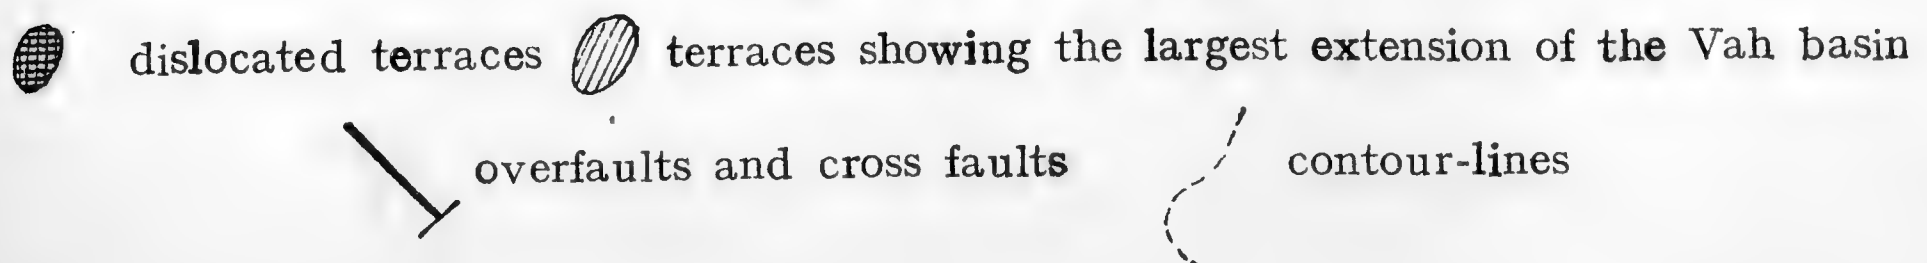 dislocated terraces terraces showing the largest extension of the Vah basin
overfaults and cross faults contour-lines